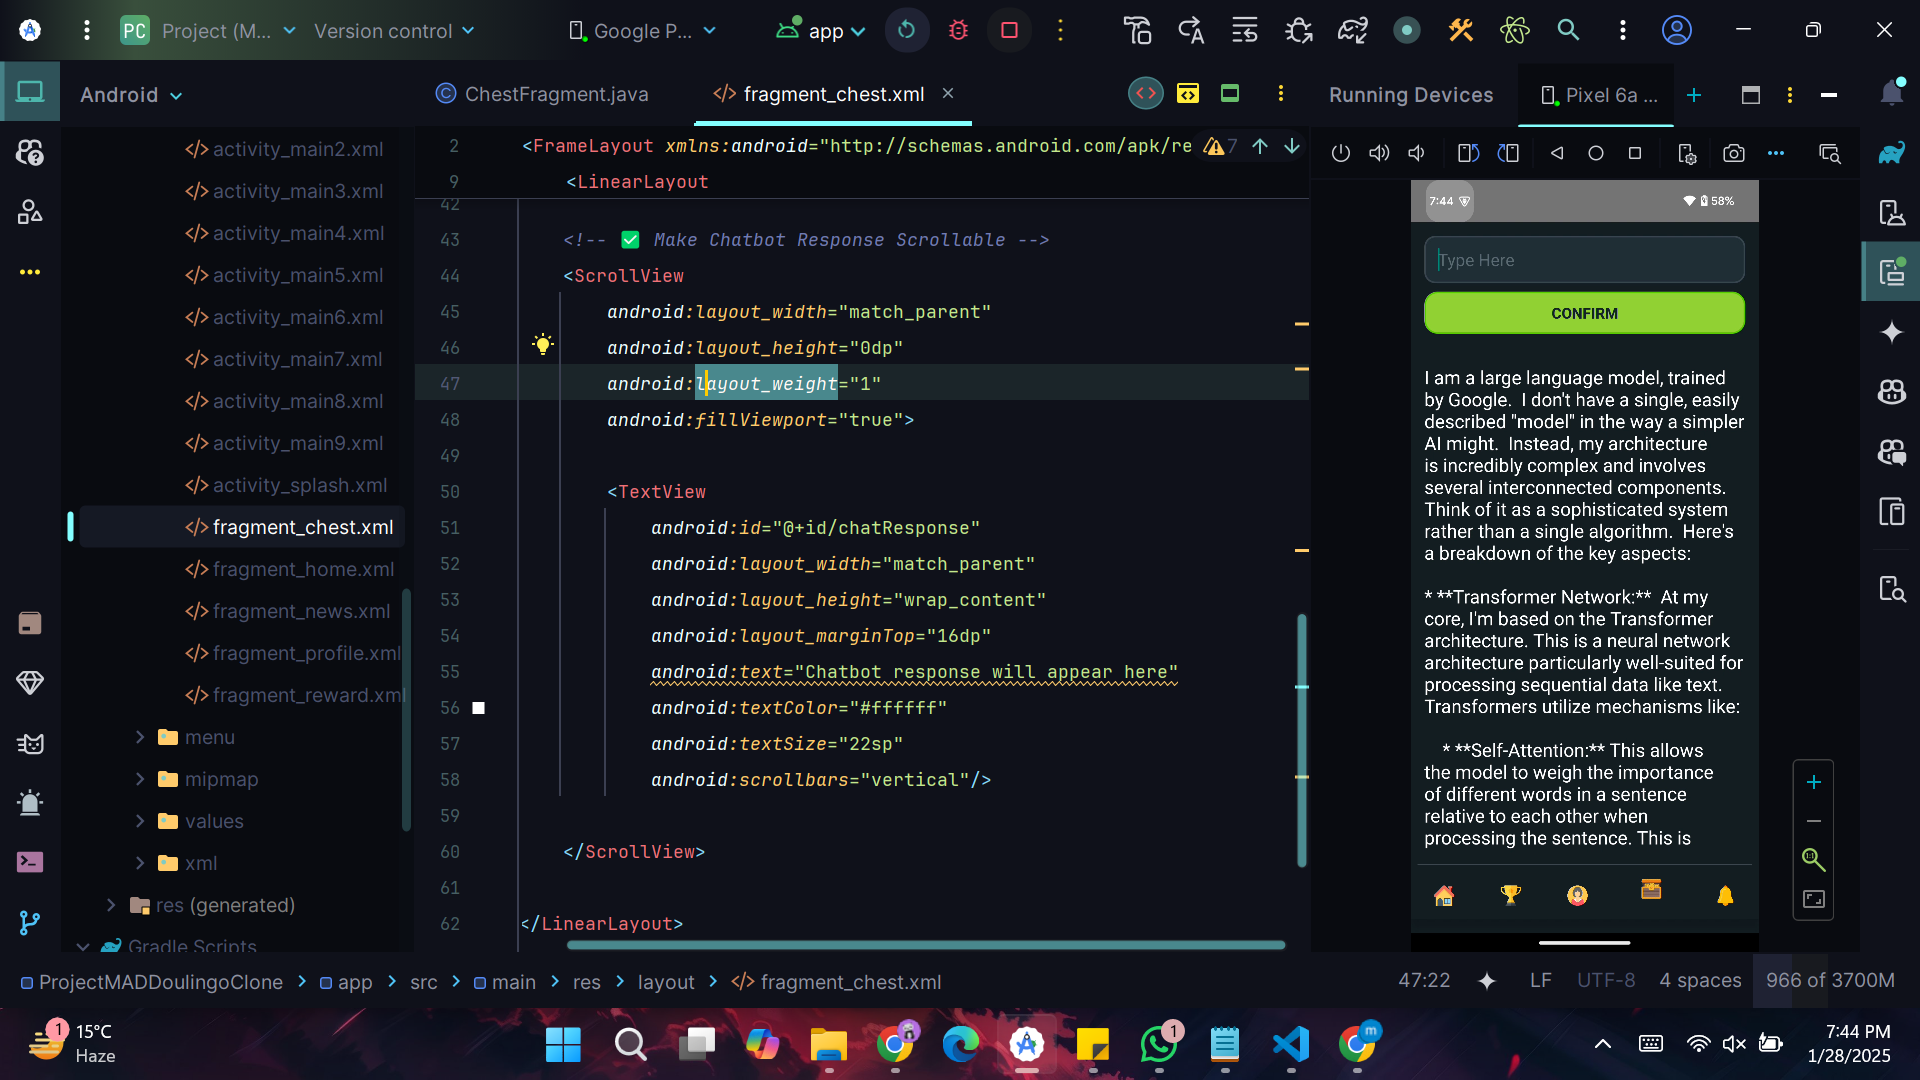 PC Project (M... Version control Google P... app
Android
ChestFragment.java
fragment_chest.xml
Running Devices
Pixel 6a ...
activity_main2.xml
activity_main3.xml
activity_main4.xml
activity_main5.xml
activity_main6.xml
activity_main7.xml
activity_main8.xml
activity_main9.xml
activity_splash.xml
fragment_chest.xml
fragment_home.xml
fragment_news.xml
fragment_profile.xml
fragment_reward.xml
menu
mipmap
values
xml
res (generated)
Gradle Scripts
2 <FrameLayout xmlns:android="http://schemas.android.com/apk/re 7
9 <LinearLayout
42
43 <!-- ✅ Make Chatbot Response Scrollable -->
44 <ScrollView
45 android:layout_width="match_parent"
46 android:layout_height="0dp"
47 android:layout_weight="1"
48 android:fillViewport="true">
49
50 <TextView
51 android:id="@+id/chatResponse"
52 android:layout_width="match_parent"
53 android:layout_height="wrap_content"
54 android:layout_marginTop="16dp"
55 android:text="Chatbot response will appear here"
56 android:textColor="#ffffff"
57 android:textSize="22sp"
58 android:scrollbars="vertical"/>
59
60 </ScrollView>
61
62 </LinearLayout>
7:44 58%
Type Here
CONFIRM
I am a large language model, trained
by Google.  I don't have a single, easily
described "model" in the way a simpler
AI might.  Instead, my architecture
is incredibly complex and involves
several interconnected components.
Think of it as a sophisticated system
rather than a single algorithm.  Here's
a breakdown of the key aspects:
* **Transformer Network:**  At my
core, I'm based on the Transformer
architecture. This is a neural network
architecture particularly well-suited for
processing sequential data like text.
Transformers utilize mechanisms like:
* **Self-Attention:** This allows
the model to weigh the importance
of different words in a sentence
relative to each other when
processing the sentence. This is
1:1
ProjectMADDoulingoClone > app > src > main > res > layout > fragment_chest.xml
47:22 LF UTF-8 4 spaces 966 of 3700M
1 15°C
Haze
1
m
7:44 PM
1/28/2025